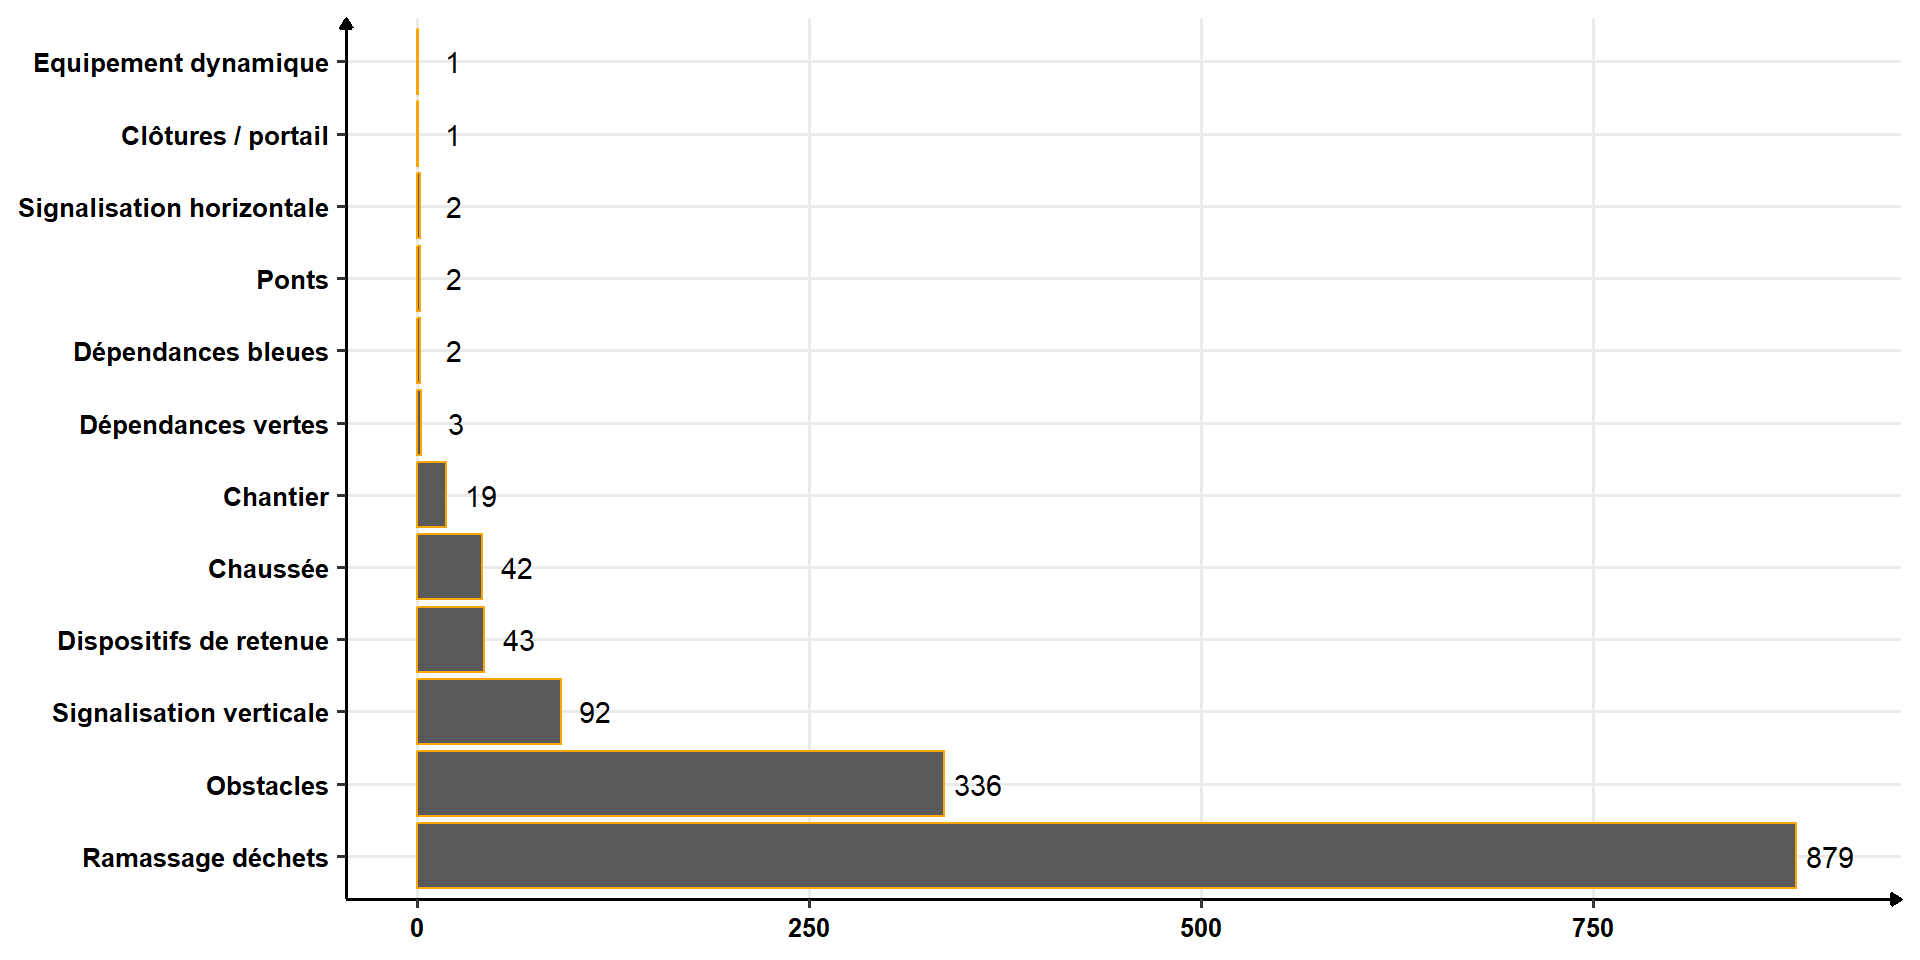 Equipement dynamique 1
Clôtures / portail 1
Signalisation horizontale 2
Ponts 2
Dépendances bleues 2
Dépendances vertes 3
Chantier 19
Chaussée 42
Dispositifs de retenue 43
Signalisation verticale 92
Obstacles 336
Ramassage déchets 879
0 250 500 750